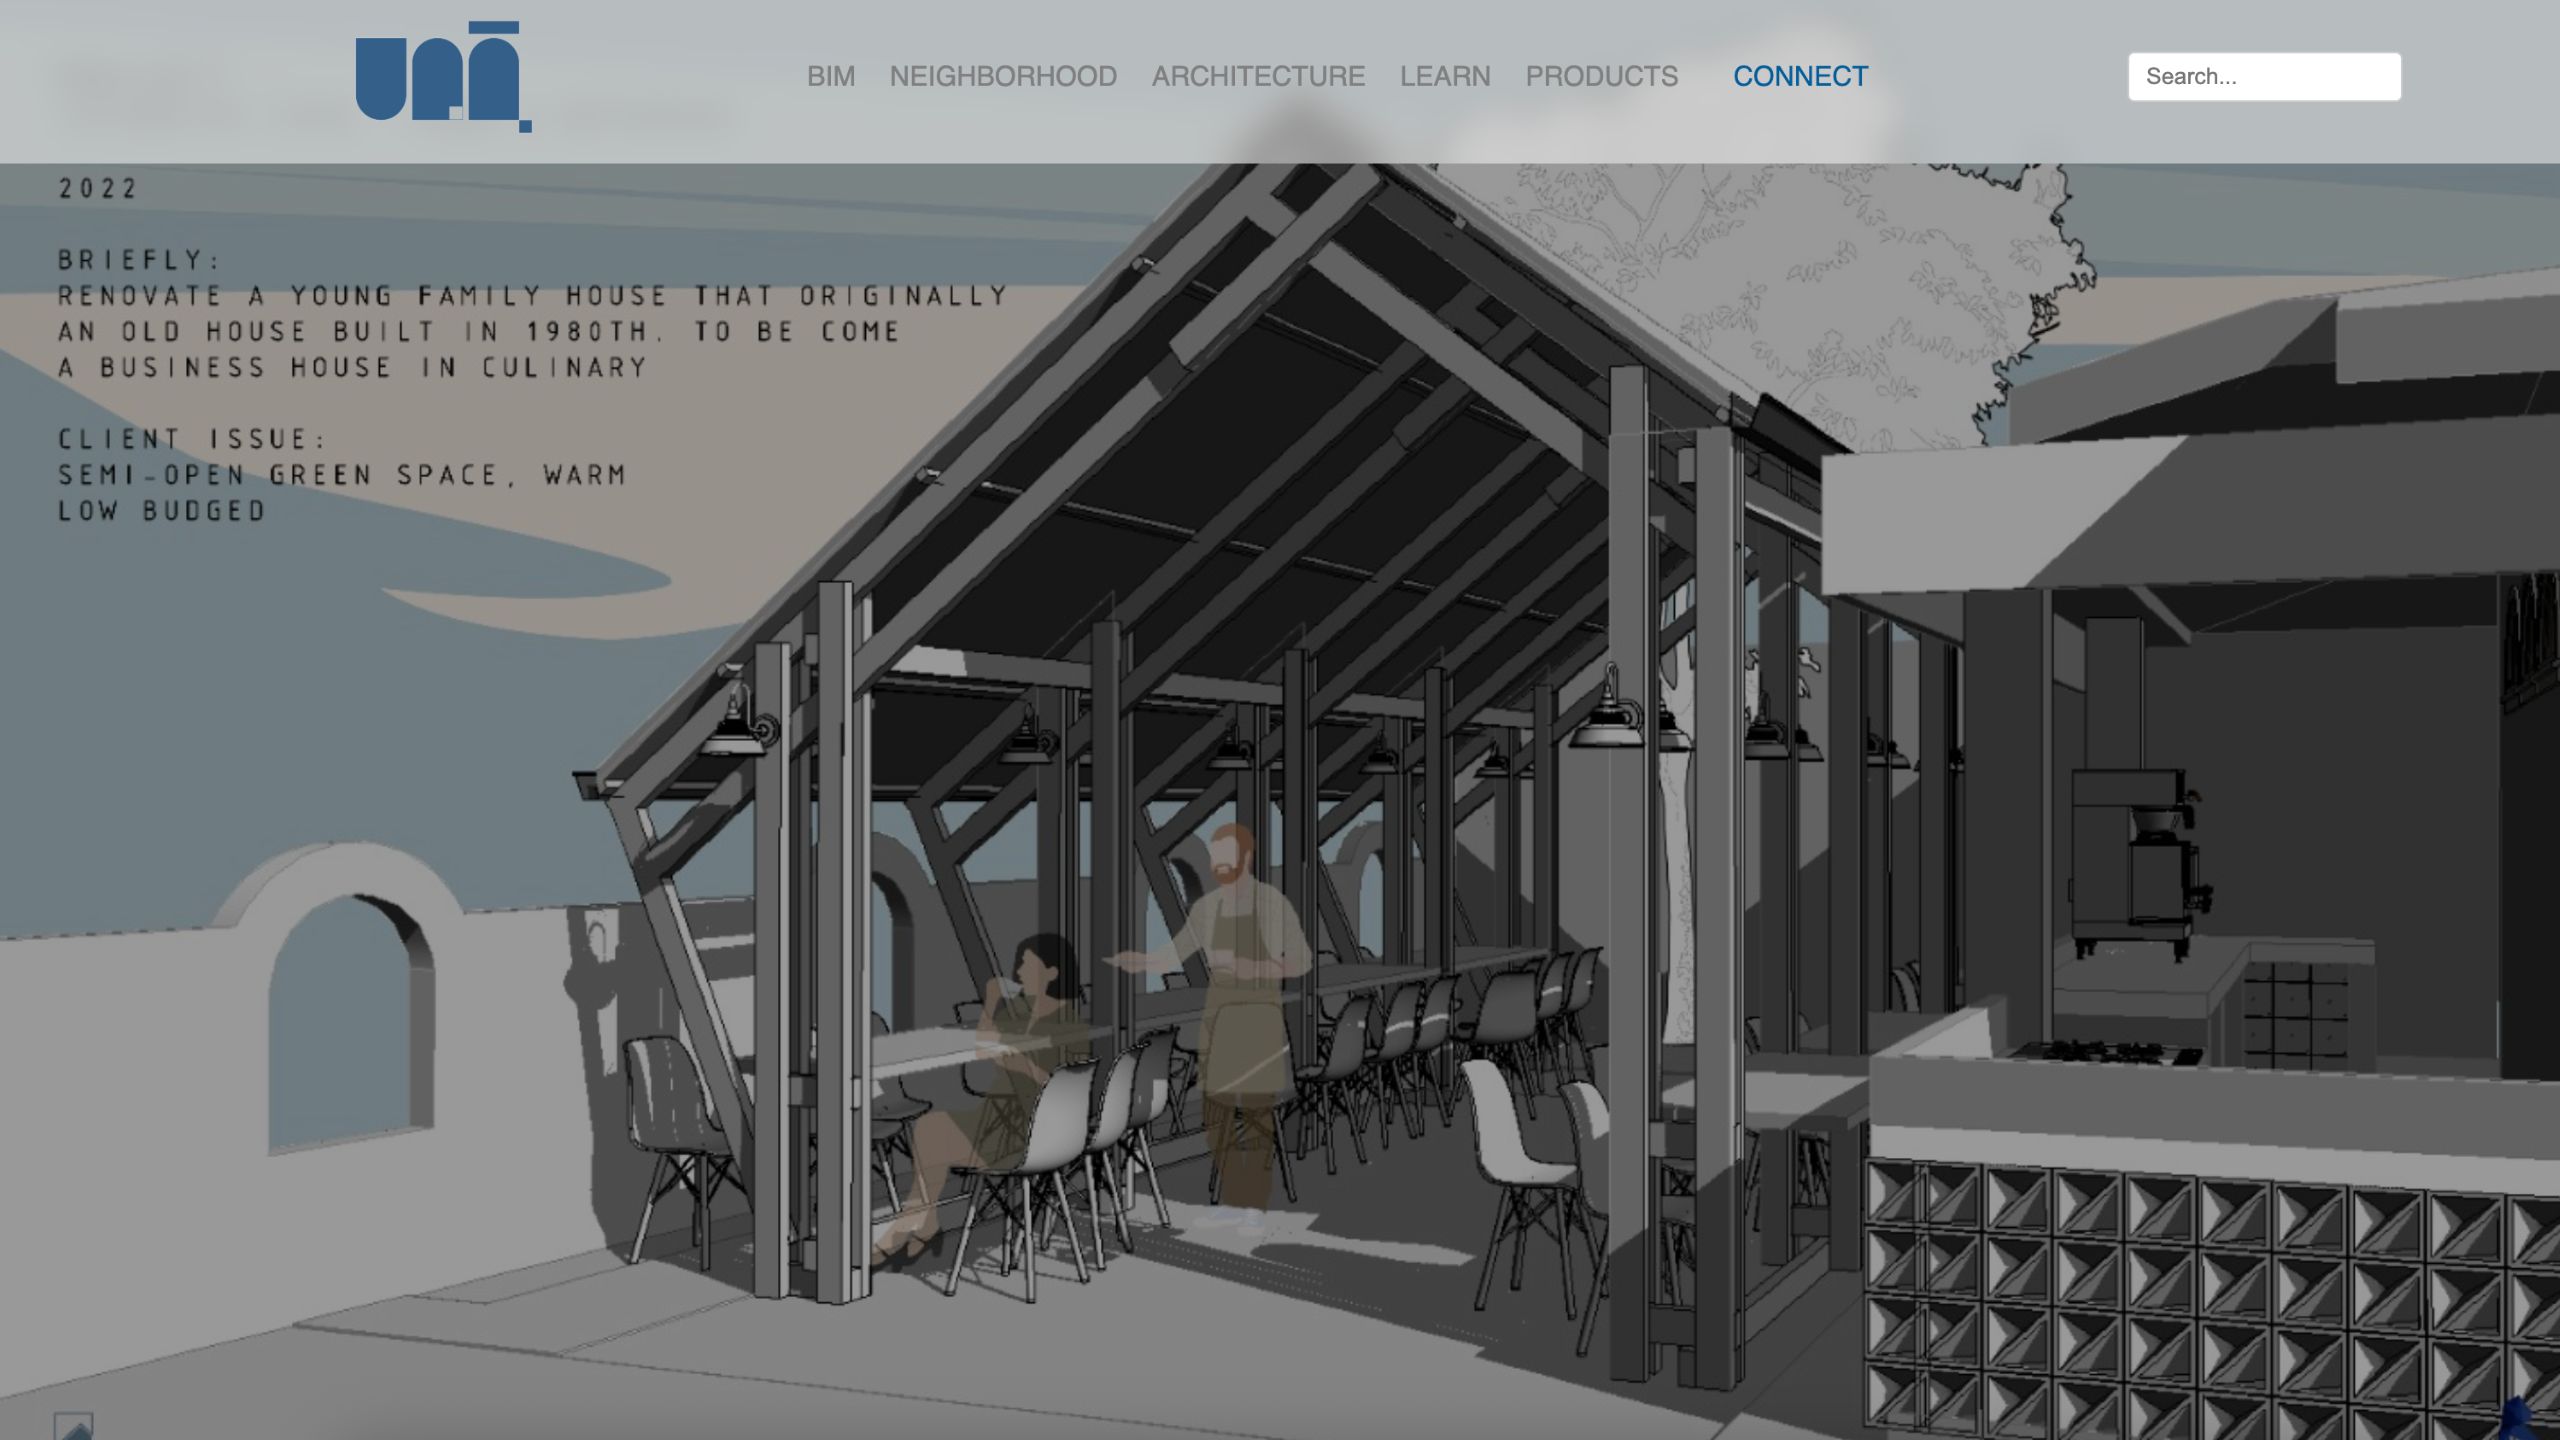 unā.
BIM NEIGHBORHOOD ARCHITECTURE LEARN PRODUCTS CONNECT
Search...
2022
BRIEFLY:
RENOVATE A YOUNG FAMILY HOUSE THAT ORIGINALLY
AN OLD HOUSE BUILT IN 1980TH. TO BE COME
A BUSINESS HOUSE IN CULINARY
CLIENT ISSUE:
SEMI-OPEN GREEN SPACE, WARM
LOW BUDGED